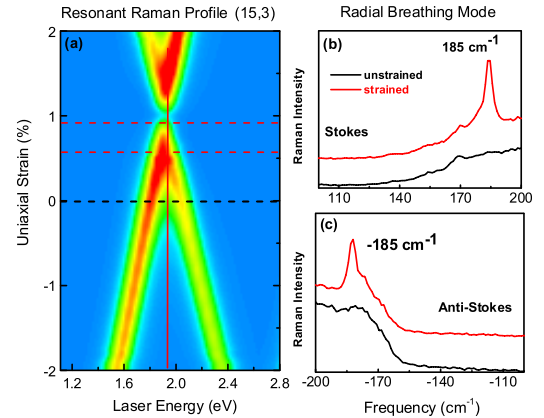 Resonant Raman Profile (15,3)
Radial Breathing Mode
(a)
2
1
0
-1
-2
Uniaxial Strain (%)
1.2 1.6 2.0 2.4 2.8
Laser Energy (eV)
(b)
185 cm-1
unstrained
strained
Stokes
Raman Intensity
110 140 170 200
(c)
-185 cm-1
Anti-Stokes
Raman Intensity
-200 -170 -140 -100
Frequency (cm-1)